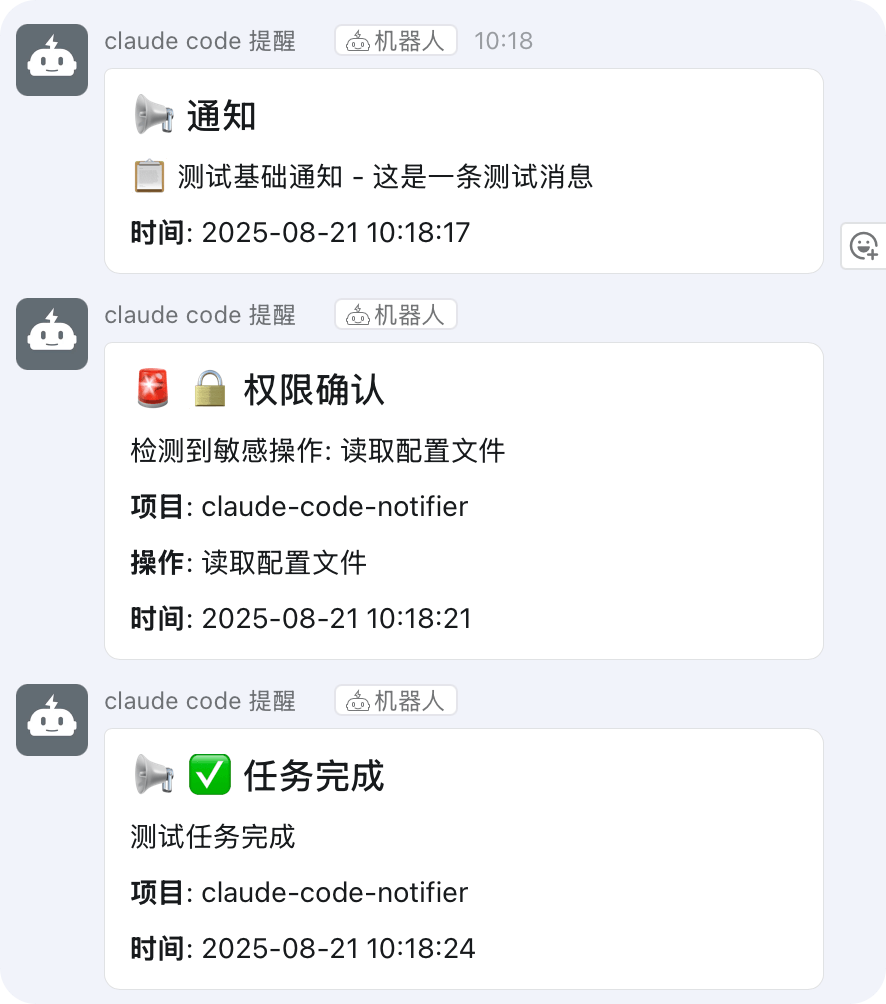 claude code 提醒 机器人 10:18
📢 通知
📋 测试基础通知 - 这是一条测试消息
时间: 2025-08-21 10:18:17
claude code 提醒 机器人
🚨 🔒 权限确认
检测到敏感操作: 读取配置文件
项目: claude-code-notifier
操作: 读取配置文件
时间: 2025-08-21 10:18:21
claude code 提醒 机器人
📢 ✅ 任务完成
测试任务完成
项目: claude-code-notifier
时间: 2025-08-21 10:18:24